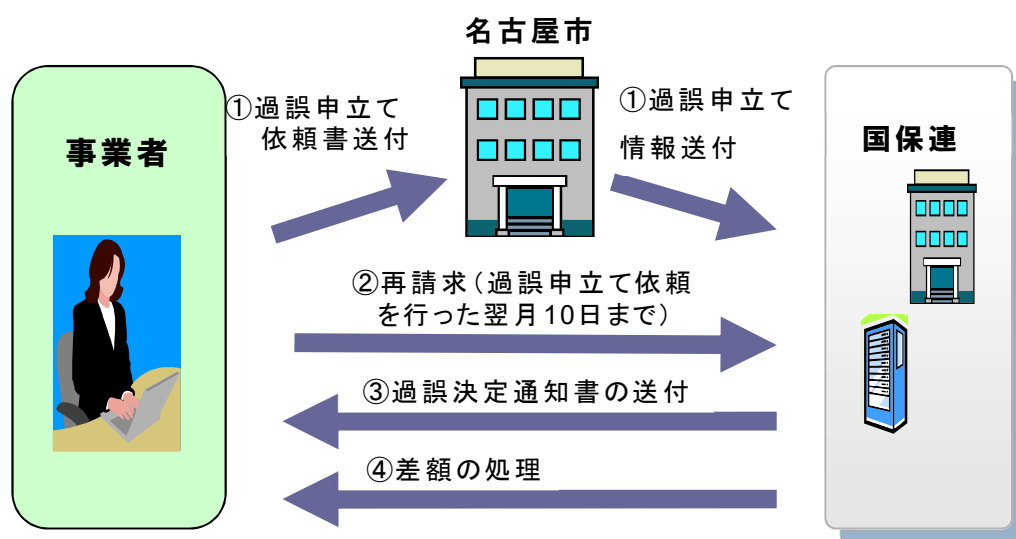 名古屋市
事業者
①過誤申立て
依頼書送付
①過誤申立て
情報送付
国保連
②再請求（過誤申立て依頼
を行った翌月10日まで）
③過誤決定通知書の送付
④差額の処理